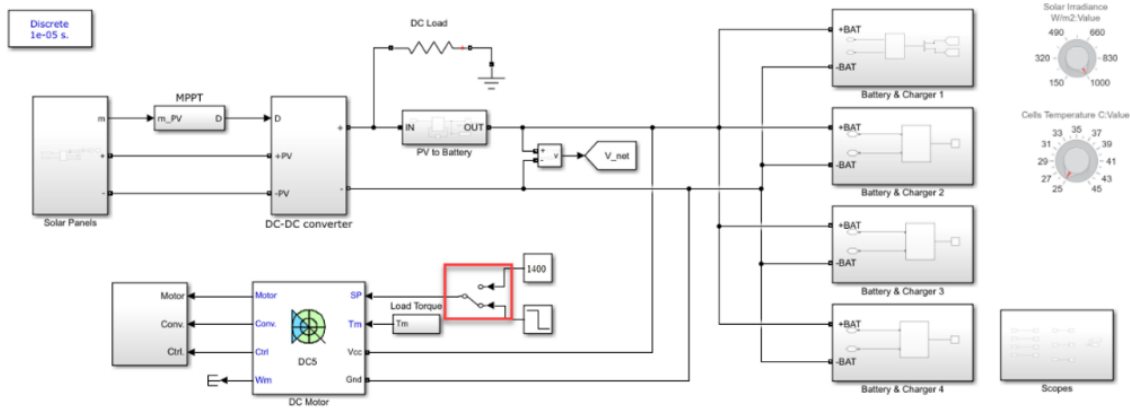 Discrete
1e-05 s.
DC Load
Solar Irradiance
W/m2:Value
490 660
320 830
150 1000
+BAT
-BAT
Battery & Charger 1
MPPT
m
m_PV D
D
+
+PV
-
-PV
Solar Panels
DC-DC converter
+
-
IN OUT
PV to Battery
+
-
v
V_net
Cells Temperature C:Value
33 35 37
31 39
29 41
27 43
25 45
+BAT
-BAT
Battery & Charger 2
+BAT
-BAT
Battery & Charger 3
1400
Motor
Conv.
Ctrl.
Motor
Conv.
Ctrl
Wm
SP
Tm
Vcc
Gnd
DC5
DC Motor
Load Torque
Tm
+BAT
-BAT
Battery & Charger 4
Scopes